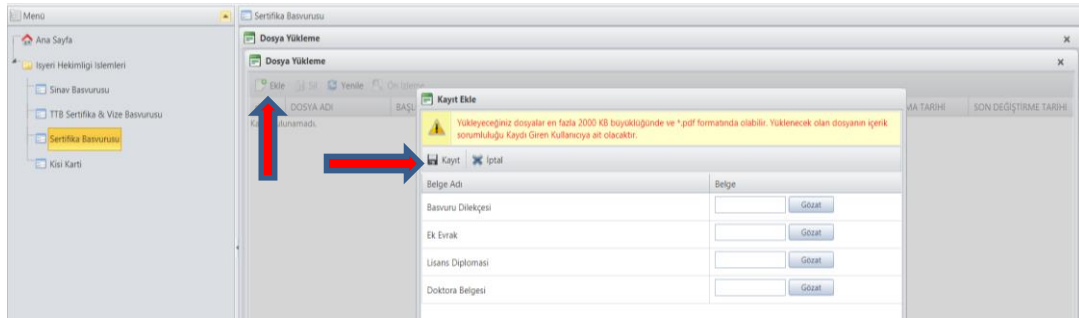 Menü
Sertifika Basvurusu
Ana Sayfa
Dosya Yükleme
Isyeri Hekimligi Islemleri
Dosya Yükleme
Sinav Basvurusu
Ekle Sil Yenile Ön İzleme
TTB Sertifika & Vize Basvurusu
DOSYA ADI
SON DEĞİŞTİRME TARİHİ
Sertifika Basvurusu
Kisi Karti
Kayıt Ekle
Yükleyeceğiniz dosyalar en fazla 2000 KB büyüklüğünde ve *.pdf formatında olabilir. Yüklenecek olan dosyanın içerik
sorumluluğu Kaydı Giren Kullanıcıya ait olacaktır.
Kayıt İptal
Belge Adı Belge
Basvuru Dilekçesi Gözat
Ek Evrak Gözat
Lisans Diplomasi Gözat
Doktora Belgesi Gözat